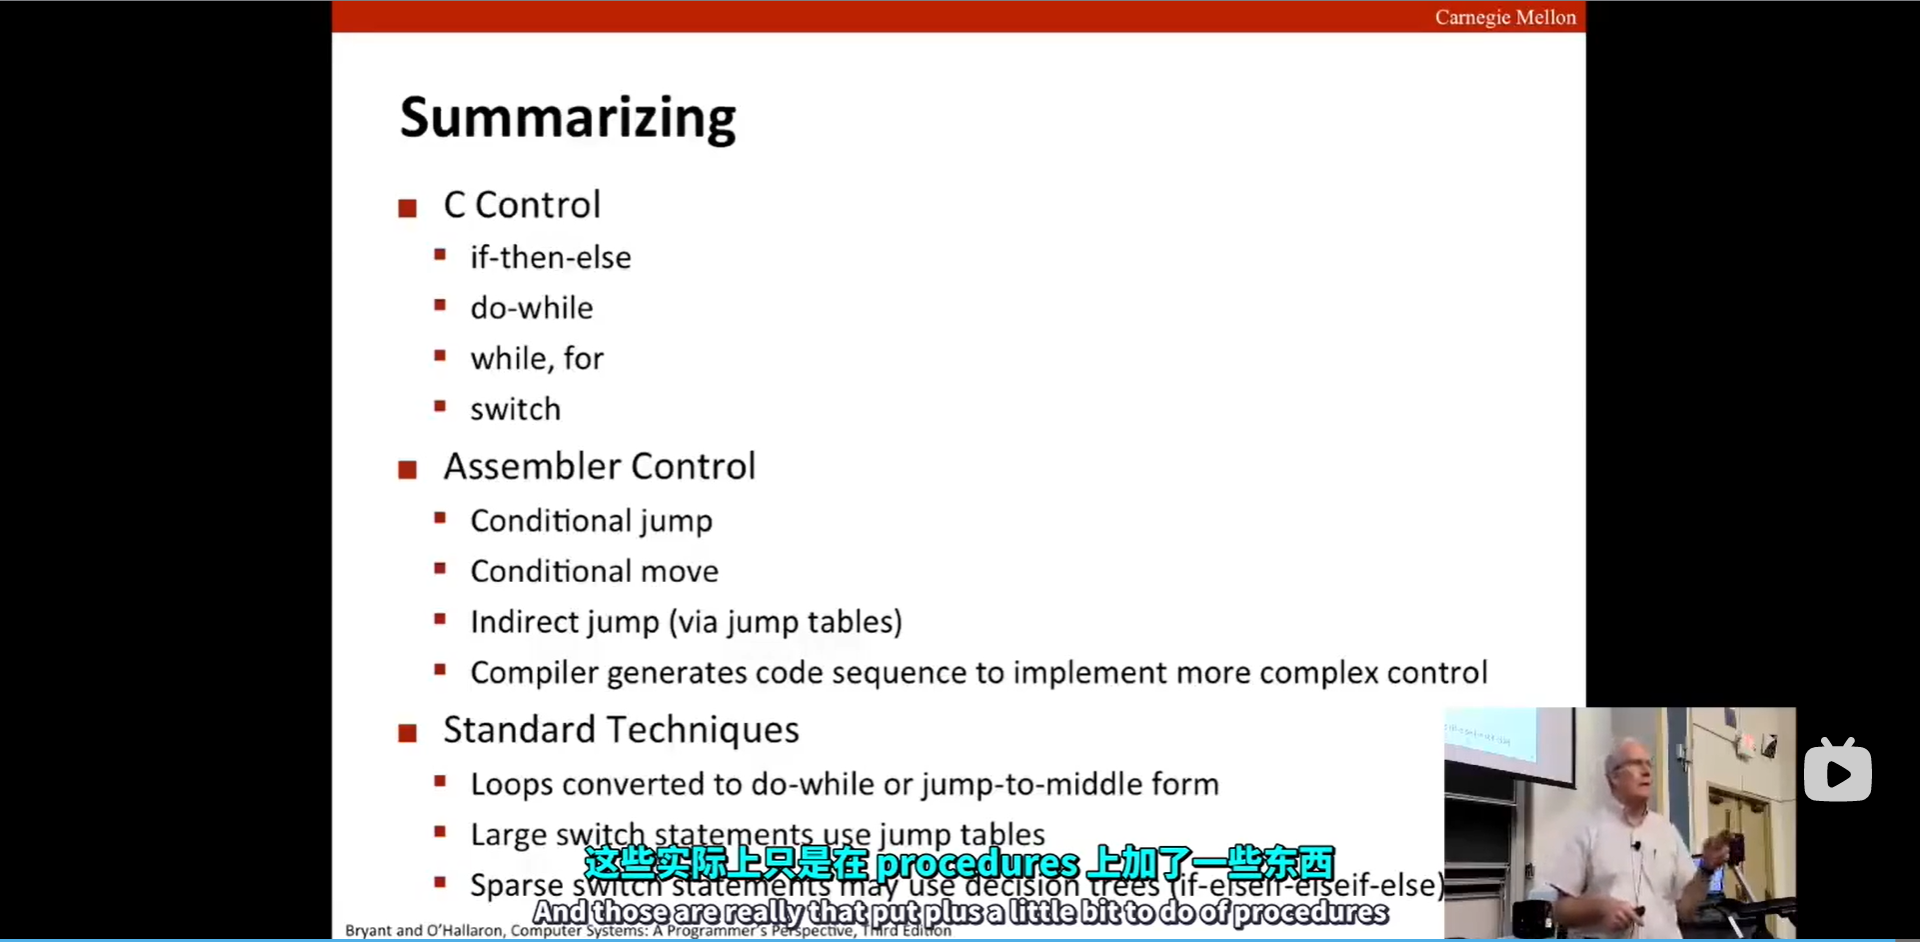 Carnegie Mellon
Summarizing
C Control
if-then-else
do-while
while, for
switch
Assembler Control
Conditional jump
Conditional move
Indirect jump (via jump tables)
Compiler generates code sequence to implement more complex control
Standard Techniques
Loops converted to do-while or jump-to-middle form
Large switch statements use jump tables
这些实际上只是在 procedures 上加了一些东西
Sparse switch statements may use decision trees (if-elseif-elseif-else)
And those are really that put plus a little bit to do of procedures
Bryant and O'Hallaron, Computer Systems: A Programmer's Perspective, Third Edition